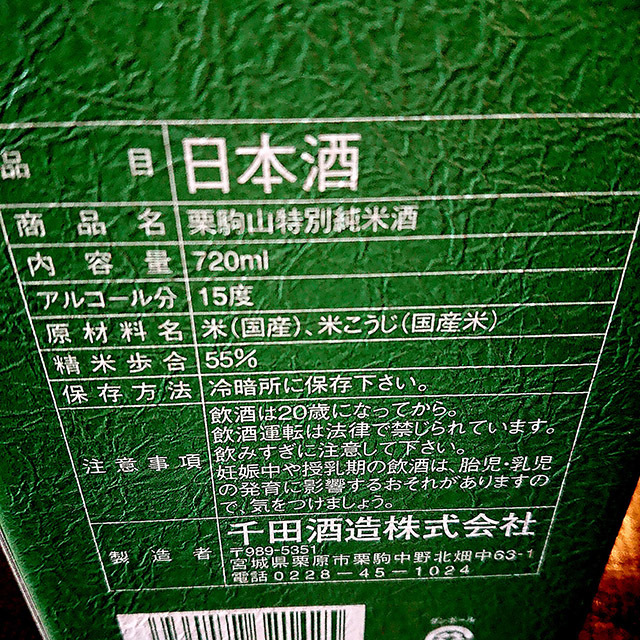 品目 日本酒
商品名 栗駒山特別純米酒
内容量 720ml
アルコール分 15度
原材料名 米(国産)、米こうじ(国産米)
精米歩合 55%
保存方法 冷暗所に保存下さい。
注意事項 飲酒は20歳になってから。
飲酒運転は法律で禁じられています。
飲みすぎに注意して下さい。
妊娠中や授乳期の飲酒は、胎児・乳児
の発育に影響するおそれがありますの
で、気をつけましょう。
製造者 千田酒造株式会社
〒989-5351
宮城県栗原市栗駒中野北畑中63-1
電話0228-45-1024
ダンボール